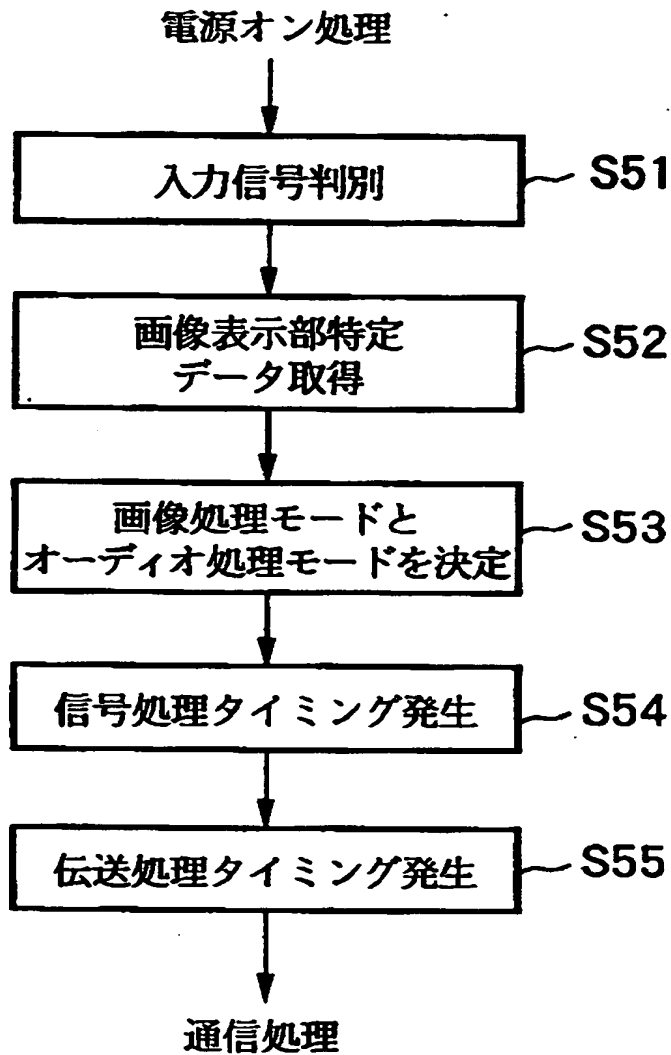 電源オン処理
入力信号判別
S51
画像表示部特定
データ取得
S52
画像処理モードと
オーディオ処理モードを決定
S53
信号処理タイミング発生
S54
伝送処理タイミング発生
S55
通信処理